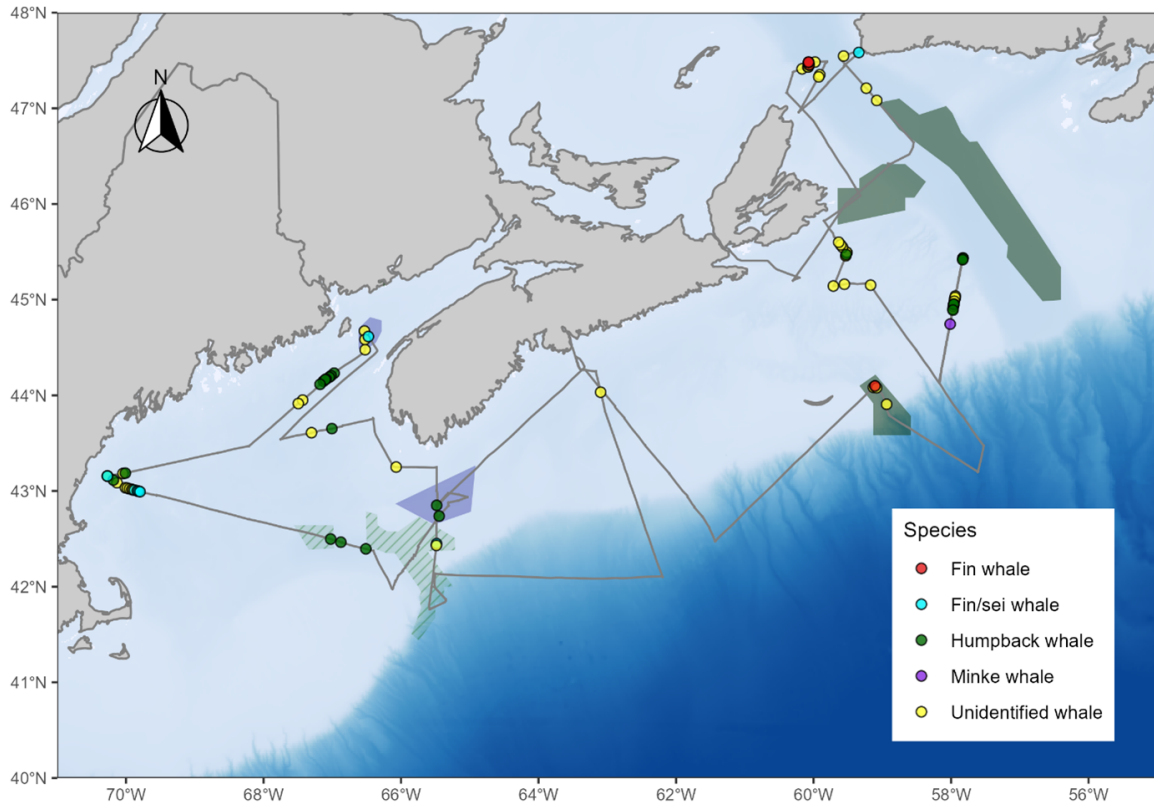 48°N
47°N
46°N
45°N
44°N
43°N
42°N
41°N
40°N
N
Species
Fin whale
Fin/sei whale
Humpback whale
Minke whale
Unidentified whale
70°W 68°W 66°W 64°W 62°W 60°W 58°W 56°W